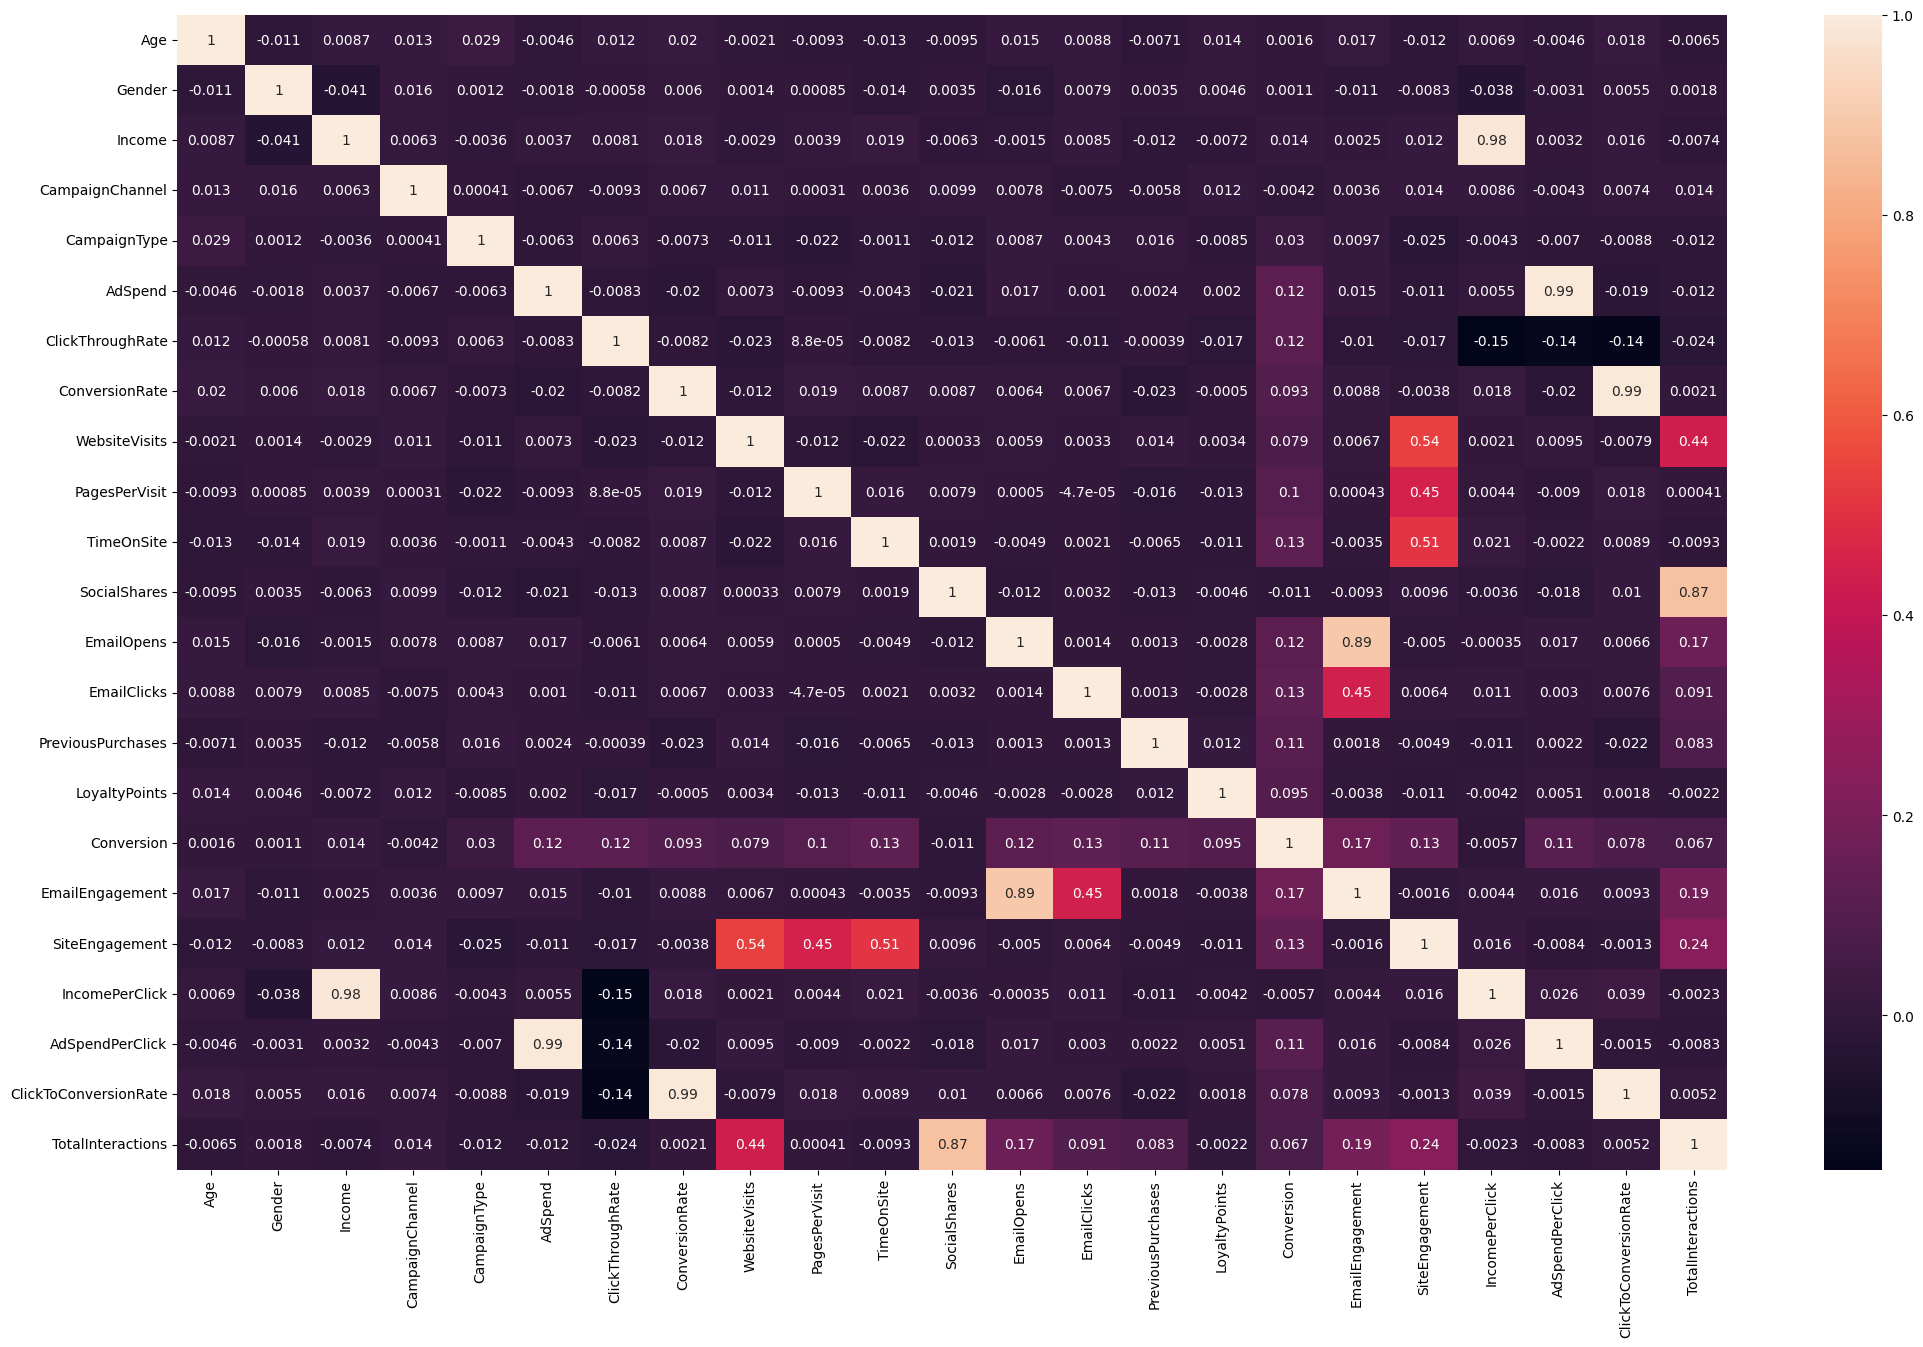 Age 1 -0.011 0.0087 0.013 0.029 -0.0046 0.012 0.02 -0.0021 -0.0093 -0.013 -0.0095 0.015 0.0088 -0.0071 0.014 0.0016 0.017 -0.012 0.0069 -0.0046 0.018 -0.0065
Gender -0.011 1 -0.041 0.016 0.0012 -0.0018 -0.00058 0.006 0.0014 0.00085 -0.014 0.0035 -0.016 0.0079 0.0035 0.0046 0.0011 -0.011 -0.0083 -0.038 -0.0031 0.0055 0.0018
Income 0.0087 -0.041 1 0.0063 -0.0036 0.0037 0.0081 0.018 -0.0029 0.0039 0.019 -0.0063 -0.0015 0.0085 -0.012 -0.0072 0.014 0.0025 0.012 0.98 0.0032 0.016 -0.0074
CampaignChannel 0.013 0.016 0.0063 1 0.00041 -0.0067 -0.0093 0.0067 0.011 0.00031 0.0036 0.0099 0.0078 -0.0075 -0.0058 0.012 -0.0042 0.0036 0.014 0.0086 -0.0043 0.0074 0.014
CampaignType 0.029 0.0012 -0.0036 0.00041 1 -0.0063 0.0063 -0.0073 -0.011 -0.022 -0.0011 -0.012 0.0087 0.0043 0.016 -0.0085 0.03 0.0097 -0.025 -0.0043 -0.007 -0.0088 -0.012
AdSpend -0.0046 -0.0018 0.0037 -0.0067 -0.0063 1 -0.0083 -0.02 0.0073 -0.0093 -0.0043 -0.021 0.017 0.001 0.0024 0.002 0.12 0.015 -0.011 0.0055 0.99 -0.019 -0.012
ClickThroughRate 0.012 -0.00058 0.0081 -0.0093 0.0063 -0.0083 1 -0.0082 -0.023 8.8e-05 -0.0082 -0.013 -0.0061 -0.011 -0.00039 -0.017 0.12 -0.01 -0.017 -0.15 -0.14 -0.14 -0.024
ConversionRate 0.02 0.006 0.018 0.0067 -0.0073 -0.02 -0.0082 1 -0.012 0.019 0.0087 0.0087 0.0064 0.0067 -0.023 -0.0005 0.093 0.0088 -0.0038 0.018 -0.02 0.99 0.0021
WebsiteVisits -0.0021 0.0014 -0.0029 0.011 -0.011 0.0073 -0.023 -0.012 1 -0.012 -0.022 0.00033 0.0059 0.0033 0.014 0.0034 0.079 0.0067 0.54 0.0021 0.0095 -0.0079 0.44
PagesPerVisit -0.0093 0.00085 0.0039 0.00031 -0.022 -0.0093 8.8e-05 0.019 -0.012 1 0.016 0.0079 0.0005 -4.7e-05 -0.016 -0.013 0.1 0.00043 0.45 0.0044 -0.009 0.018 0.00041
TimeOnSite -0.013 -0.014 0.019 0.0036 -0.0011 -0.0043 -0.0082 0.0087 -0.022 0.016 1 0.0019 -0.0049 0.0021 -0.0065 -0.011 0.13 -0.0035 0.51 0.021 -0.0022 0.0089 -0.0093
SocialShares -0.0095 0.0035 -0.0063 0.0099 -0.012 -0.021 -0.013 0.0087 0.00033 0.0079 0.0019 1 -0.012 0.0032 -0.013 -0.0046 -0.011 -0.0093 0.0096 -0.0036 -0.018 0.01 0.87
EmailOpens 0.015 -0.016 -0.0015 0.0078 0.0087 0.017 -0.0061 0.0064 0.0059 0.0005 -0.0049 -0.012 1 0.0014 0.0013 -0.0028 0.12 0.89 -0.005 -0.00035 0.017 0.0066 0.17
EmailClicks 0.0088 0.0079 0.0085 -0.0075 0.0043 0.001 -0.011 0.0067 0.0033 -4.7e-05 0.0021 0.0032 0.0014 1 0.0013 -0.0028 0.13 0.45 0.0064 0.011 0.003 0.0076 0.091
PreviousPurchases -0.0071 0.0035 -0.012 -0.0058 0.016 0.0024 -0.00039 -0.023 0.014 -0.016 -0.0065 -0.013 0.0013 0.0013 1 0.012 0.11 0.0018 -0.0049 -0.011 0.0022 -0.022 0.083
LoyaltyPoints 0.014 0.0046 -0.0072 0.012 -0.0085 0.002 -0.017 -0.0005 0.0034 -0.013 -0.011 -0.0046 -0.0028 -0.0028 0.012 1 0.095 -0.0038 -0.011 -0.0042 0.0051 0.0018 -0.0022
Conversion 0.0016 0.0011 0.014 -0.0042 0.03 0.12 0.12 0.093 0.079 0.1 0.13 -0.011 0.12 0.13 0.11 0.095 1 0.17 0.13 -0.0057 0.11 0.078 0.067
EmailEngagement 0.017 -0.011 0.0025 0.0036 0.0097 0.015 -0.01 0.0088 0.0067 0.00043 -0.0035 -0.0093 0.89 0.45 0.0018 -0.0038 0.17 1 -0.0016 0.0044 0.016 0.0093 0.19
SiteEngagement -0.012 -0.0083 0.012 0.014 -0.025 -0.011 -0.017 -0.0038 0.54 0.45 0.51 0.0096 -0.005 0.0064 -0.0049 -0.011 0.13 -0.0016 1 0.016 -0.0084 -0.0013 0.24
IncomePerClick 0.0069 -0.038 0.98 0.0086 -0.0043 0.0055 -0.15 0.018 0.0021 0.0044 0.021 -0.0036 -0.00035 0.011 -0.011 -0.0042 -0.0057 0.0044 0.016 1 0.026 0.039 -0.0023
AdSpendPerClick -0.0046 -0.0031 0.0032 -0.0043 -0.007 0.99 -0.14 -0.02 0.0095 -0.009 -0.0022 -0.018 0.017 0.003 0.0022 0.0051 0.11 0.016 -0.0084 0.026 1 -0.0015 -0.0083
ClickToConversionRate 0.018 0.0055 0.016 0.0074 -0.0088 -0.019 -0.14 0.99 -0.0079 0.018 0.0089 0.01 0.0066 0.0076 -0.022 0.0018 0.078 0.0093 -0.0013 0.039 -0.0015 1 0.0052
TotalInteractions -0.0065 0.0018 -0.0074 0.014 -0.012 -0.012 -0.024 0.0021 0.44 0.00041 -0.0093 0.87 0.17 0.091 0.083 -0.0022 0.067 0.19 0.24 -0.0023 -0.0083 0.0052 1
Age
Gender
Income
CampaignChannel
CampaignType
AdSpend
ClickThroughRate
ConversionRate
WebsiteVisits
PagesPerVisit
TimeOnSite
SocialShares
EmailOpens
EmailClicks
PreviousPurchases
LoyaltyPoints
Conversion
EmailEngagement
SiteEngagement
IncomePerClick
AdSpendPerClick
ClickToConversionRate
TotalInteractions
1.0
0.8
0.6
0.4
0.2
0.0